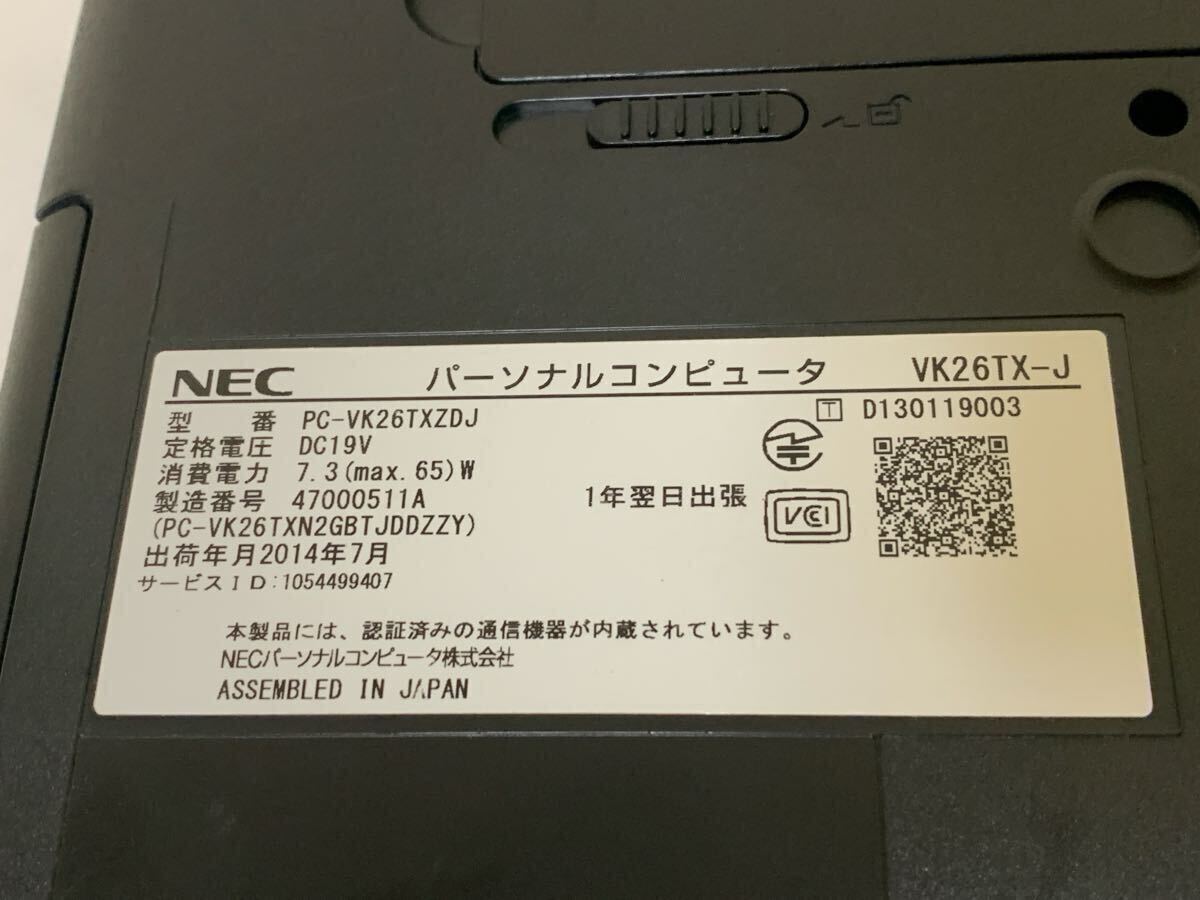 NEC パーソナルコンピュータ VK26TX-J
型 番 PC-VK26TXZDJ
T D130119003
定格電圧 DC19V
消費電力 7.3(max.65)W
製造番号 47000511A
1年翌日出張
VCI
(PC-VK26TXN2GBTJDDZZY)
出荷年月2014年7月
サービスID:1054499407
本製品には、認証済みの通信機器が内蔵されています。
NECパーソナルコンピュータ株式会社
ASSEMBLED IN JAPAN